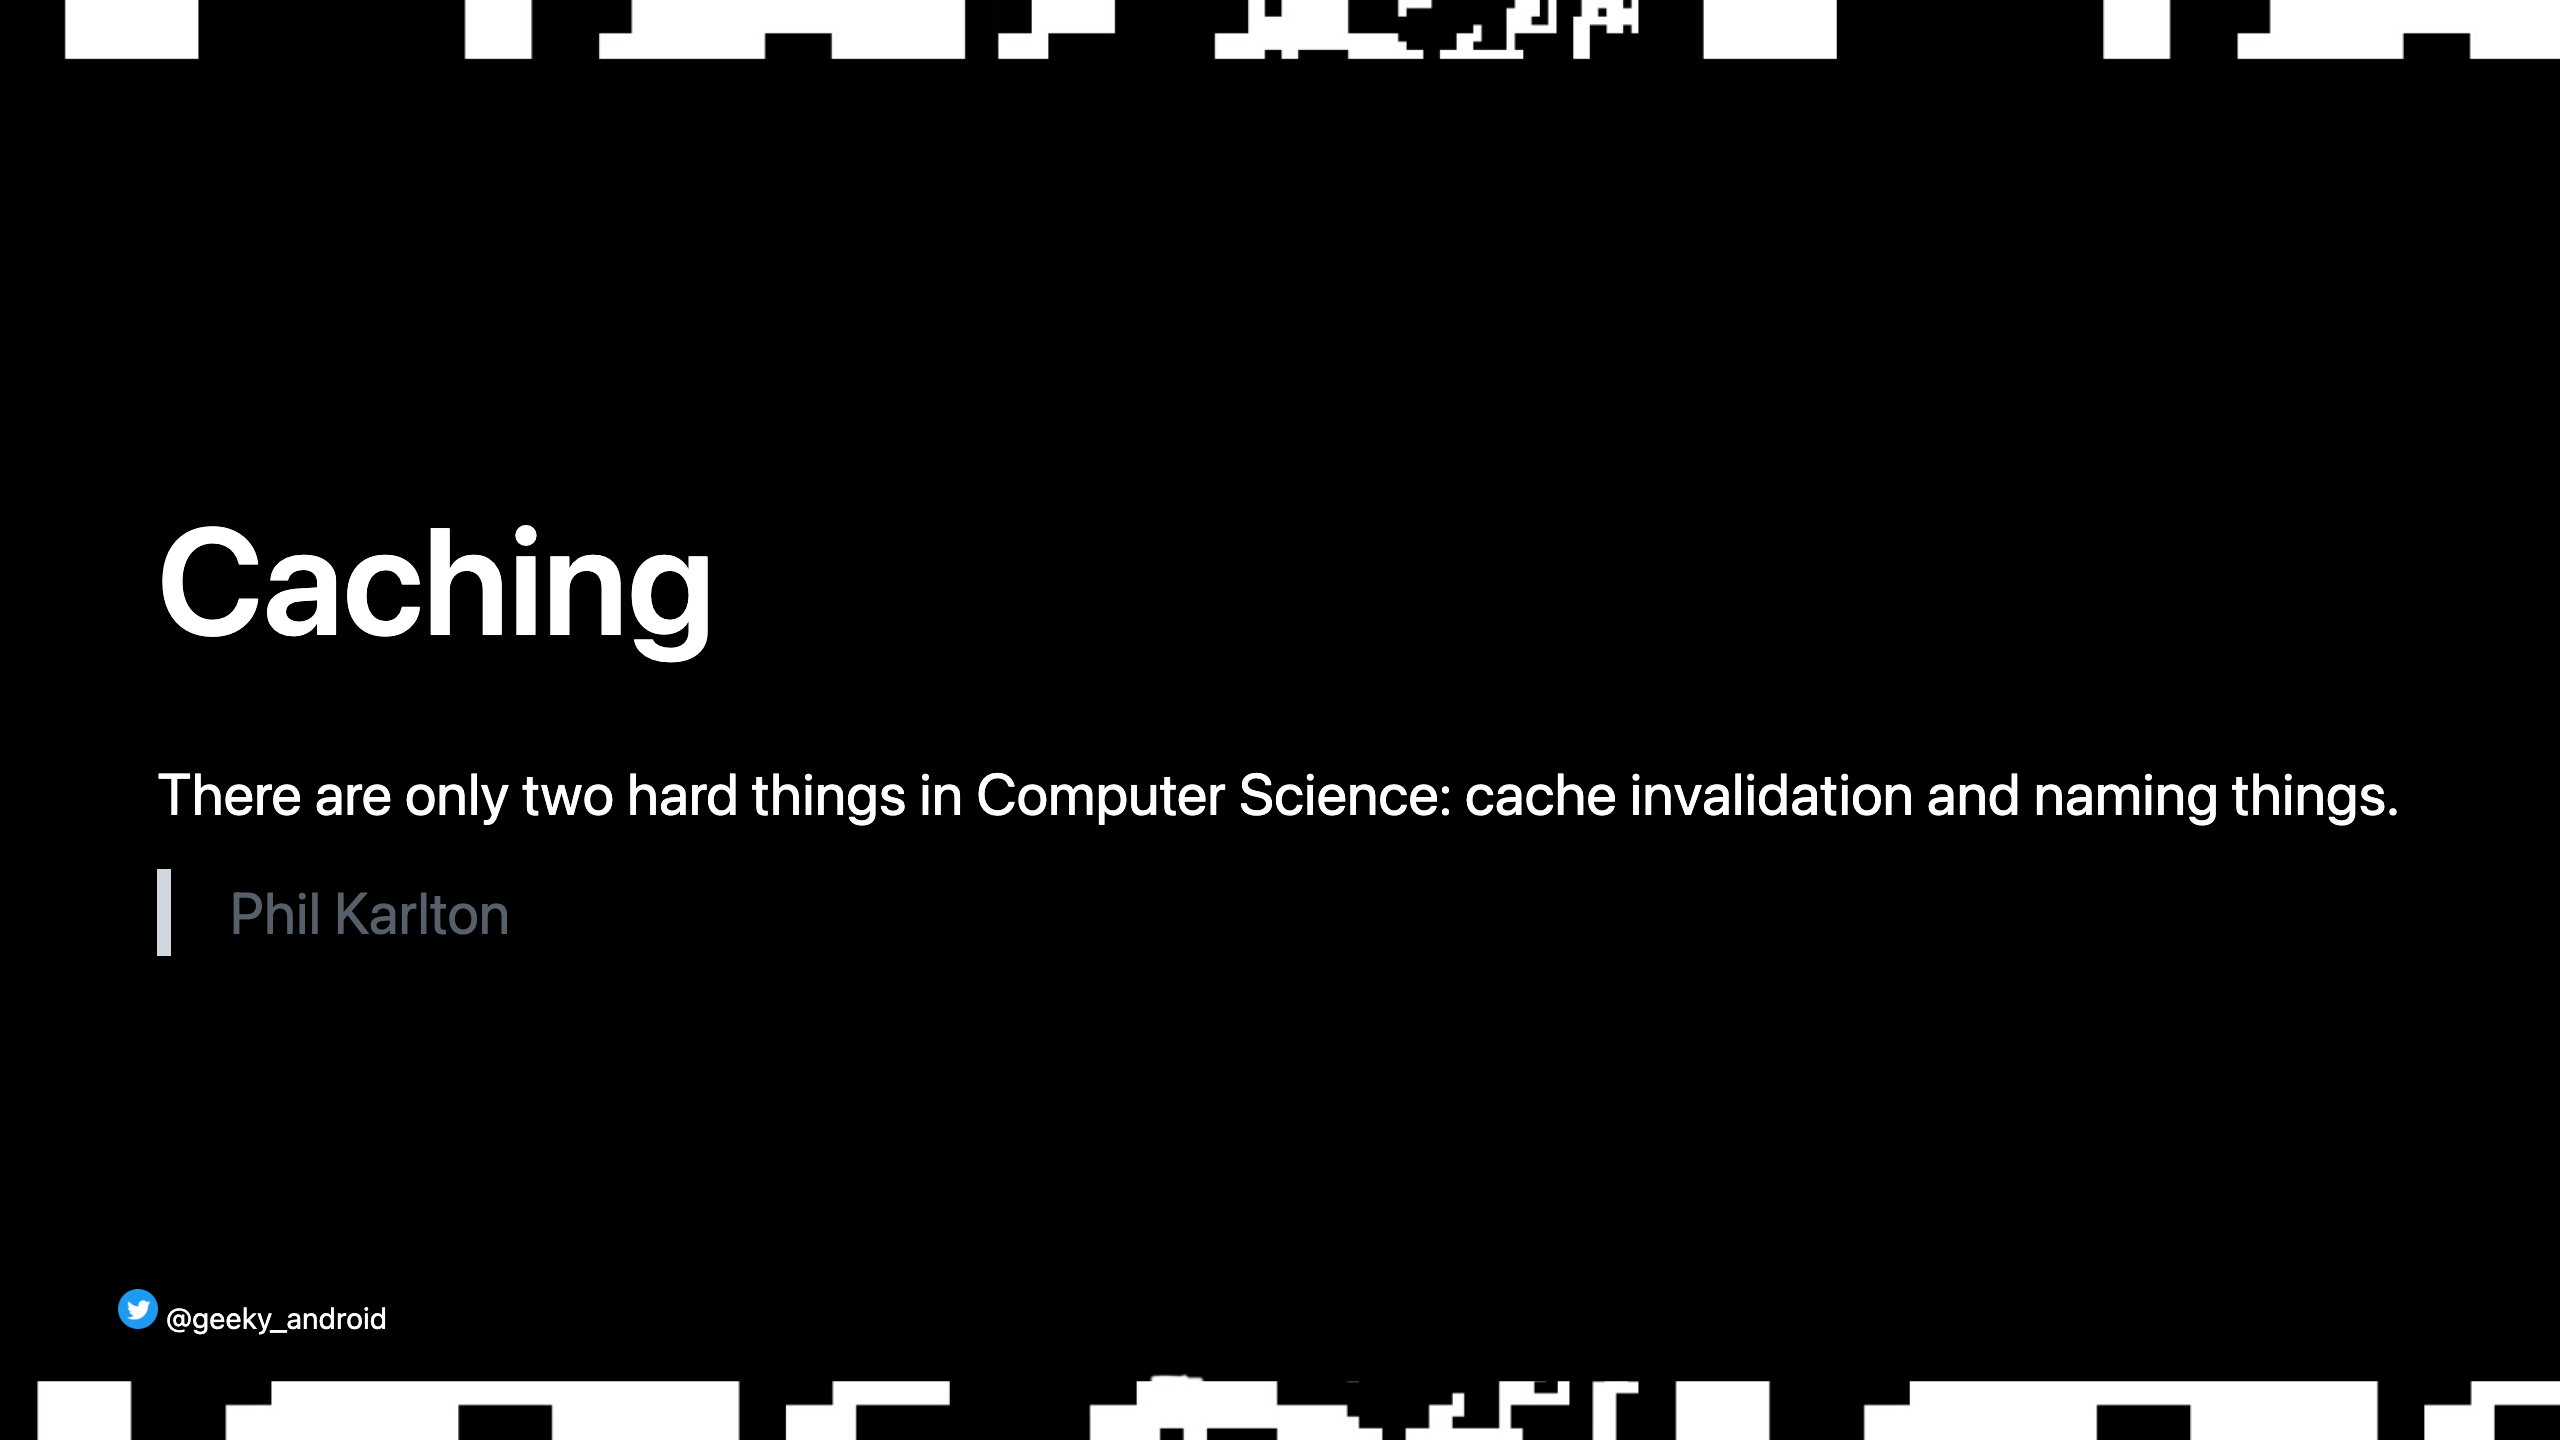 Caching
There are only two hard things in Computer Science: cache invalidation and naming things.
Phil Karlton
@geeky_android